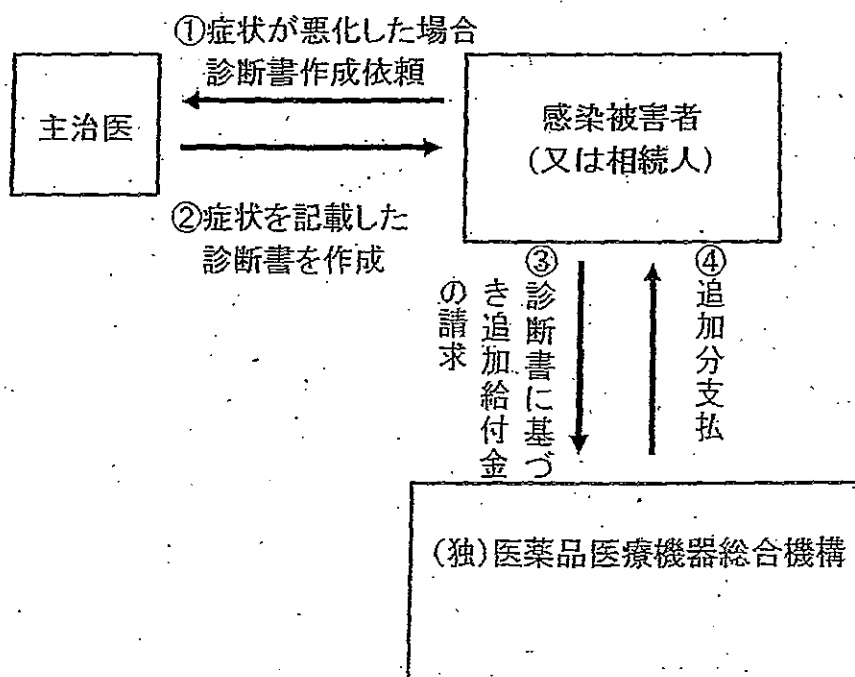 ①症状が悪化した場合
診断書作成依頼
主治医
感染被害者
(又は相続人)
②症状を記載した
診断書を作成
③診断書に基づ
き追加給付金
の請求
④追加分支払
(独)医薬品医療機器総合機構